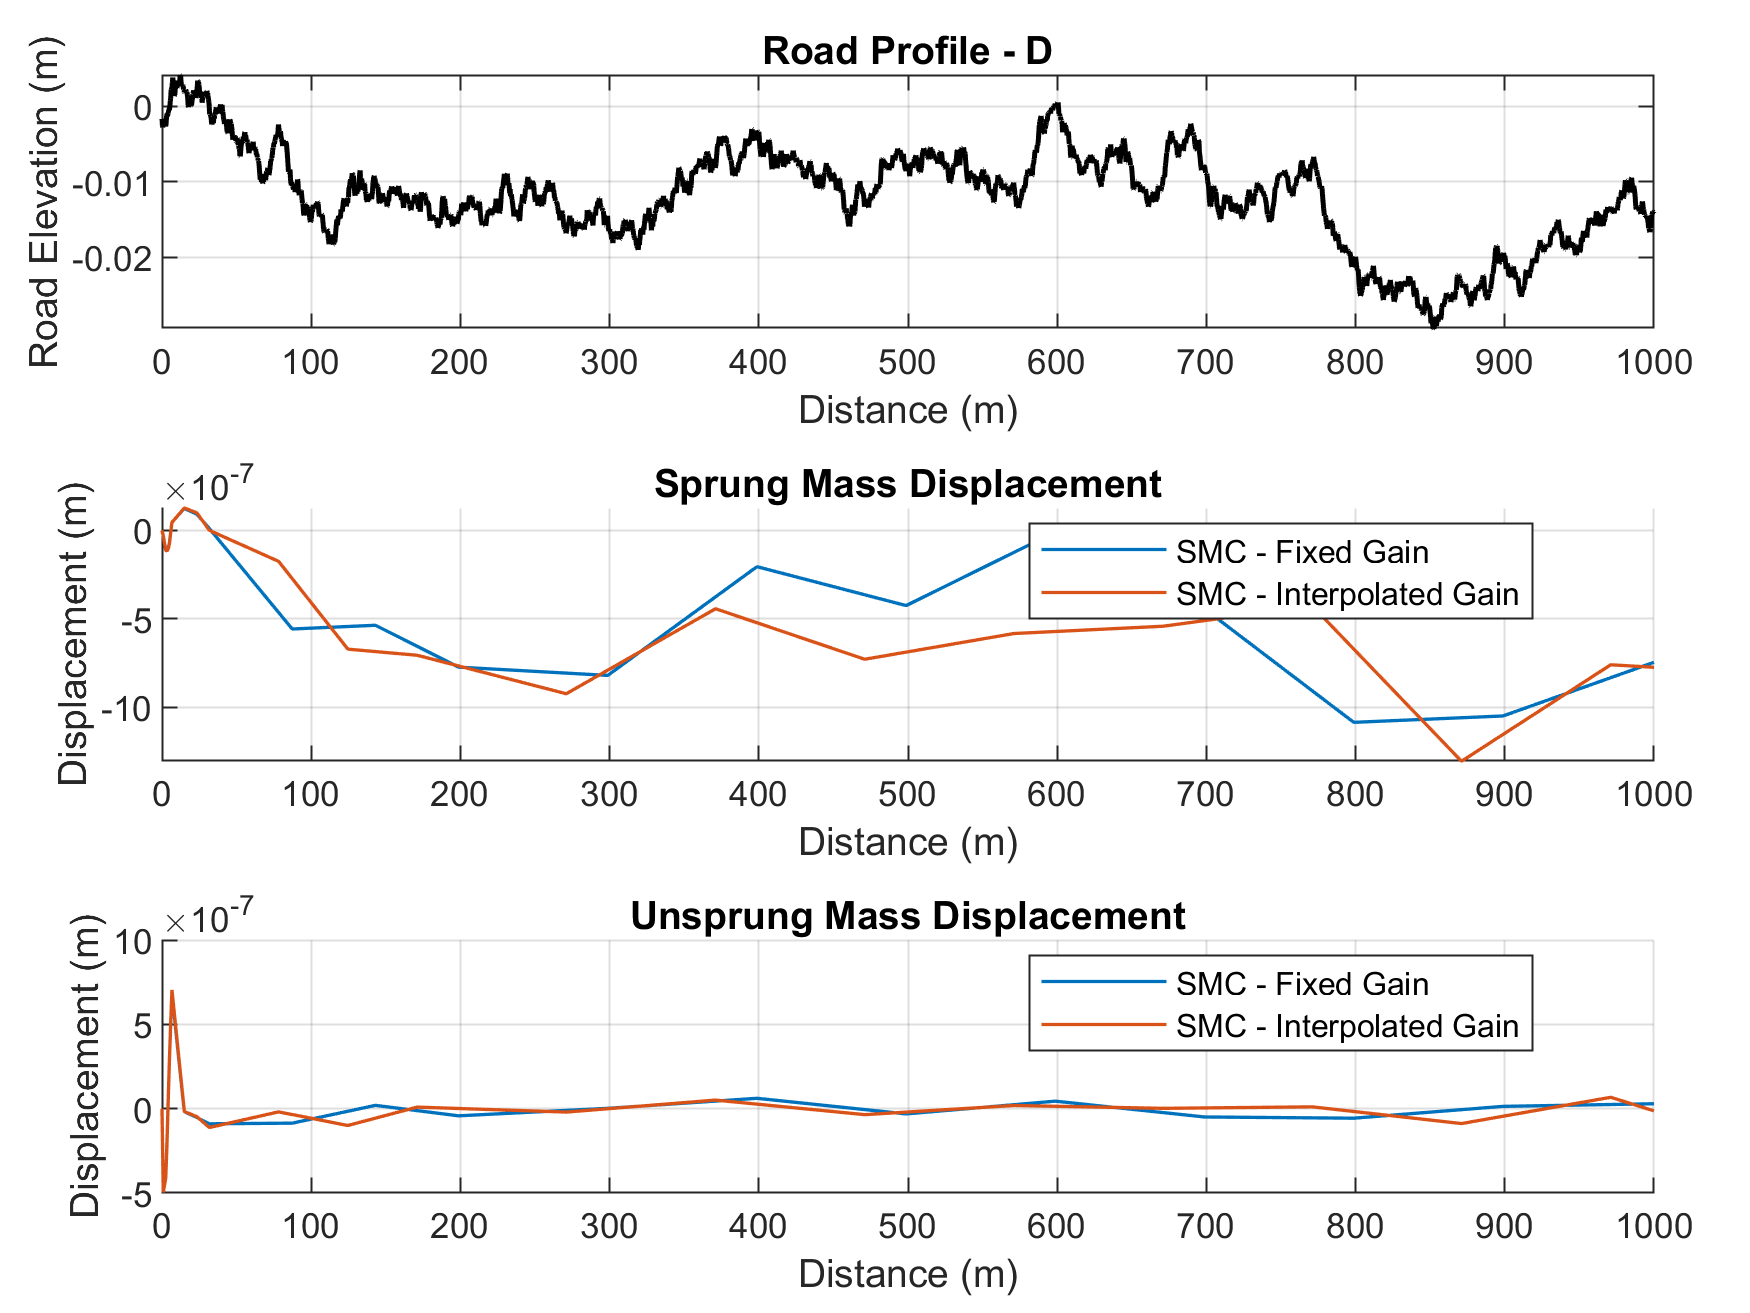 Road Profile - D
Road Elevation (m)
0
-0.01
-0.02
0 100 200 300 400 500 600 700 800 900 1000
Distance (m)
×10-7
Sprung Mass Displacement
Displacement (m)
0
-5
-10
SMC - Fixed Gain
SMC - Interpolated Gain
0 100 200 300 400 500 600 700 800 900 1000
Distance (m)
×10-7
Unsprung Mass Displacement
Displacement (m)
10
5
0
-5
SMC - Fixed Gain
SMC - Interpolated Gain
0 100 200 300 400 500 600 700 800 900 1000
Distance (m)